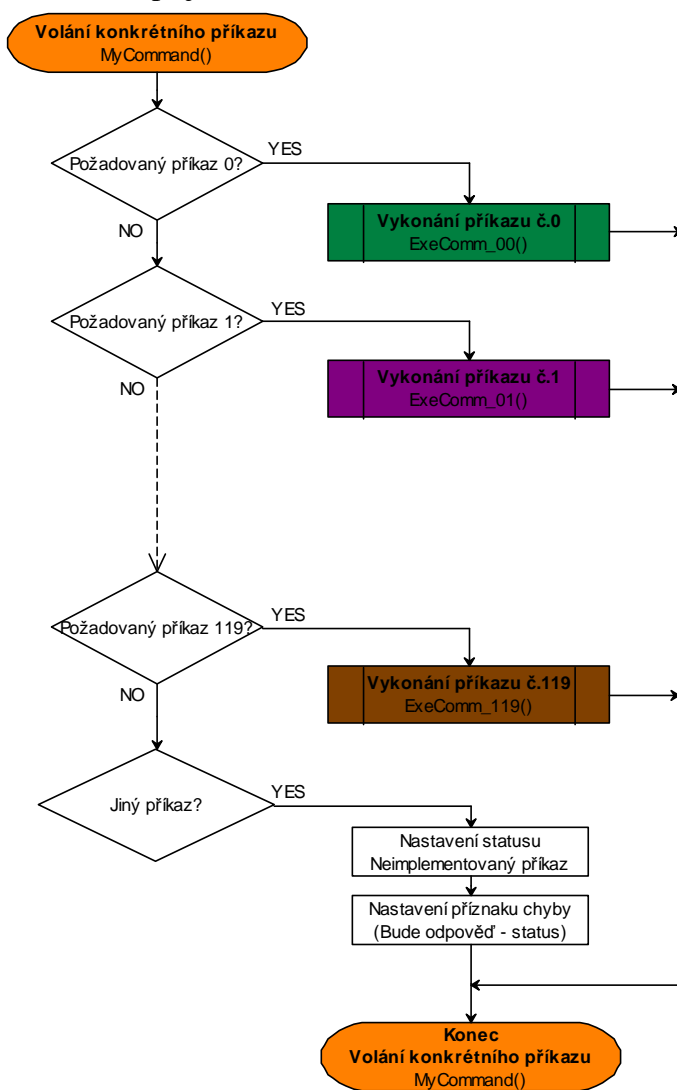 Volání konkrétního příkazu
MyCommand()
Požadovaný příkaz 0?
YES
Vykonání příkazu č.0
ExeComm_00()
NO
Požadovaný příkaz 1?
YES
Vykonání příkazu č.1
ExeComm_01()
NO
Požadovaný příkaz 119?
YES
Vykonání příkazu č.119
ExeComm_119()
NO
Jiný příkaz?
YES
Nastavení statusu
Neimplementovaný příkaz
Nastavení příznaku chyby
(Bude odpověď - status)
Konec
Volání konkrétního příkazu
MyCommand()